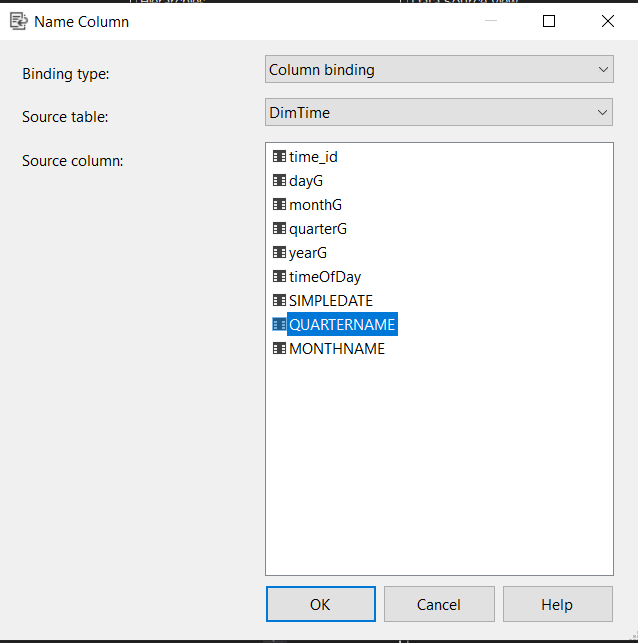 Name Column
Binding type:
Column binding
Source table:
DimTime
Source column:
time_id
dayG
monthG
quarterG
yearG
timeOfDay
SIMPLEDATE
QUARTERNAME
MONTHNAME
OK
Cancel
Help